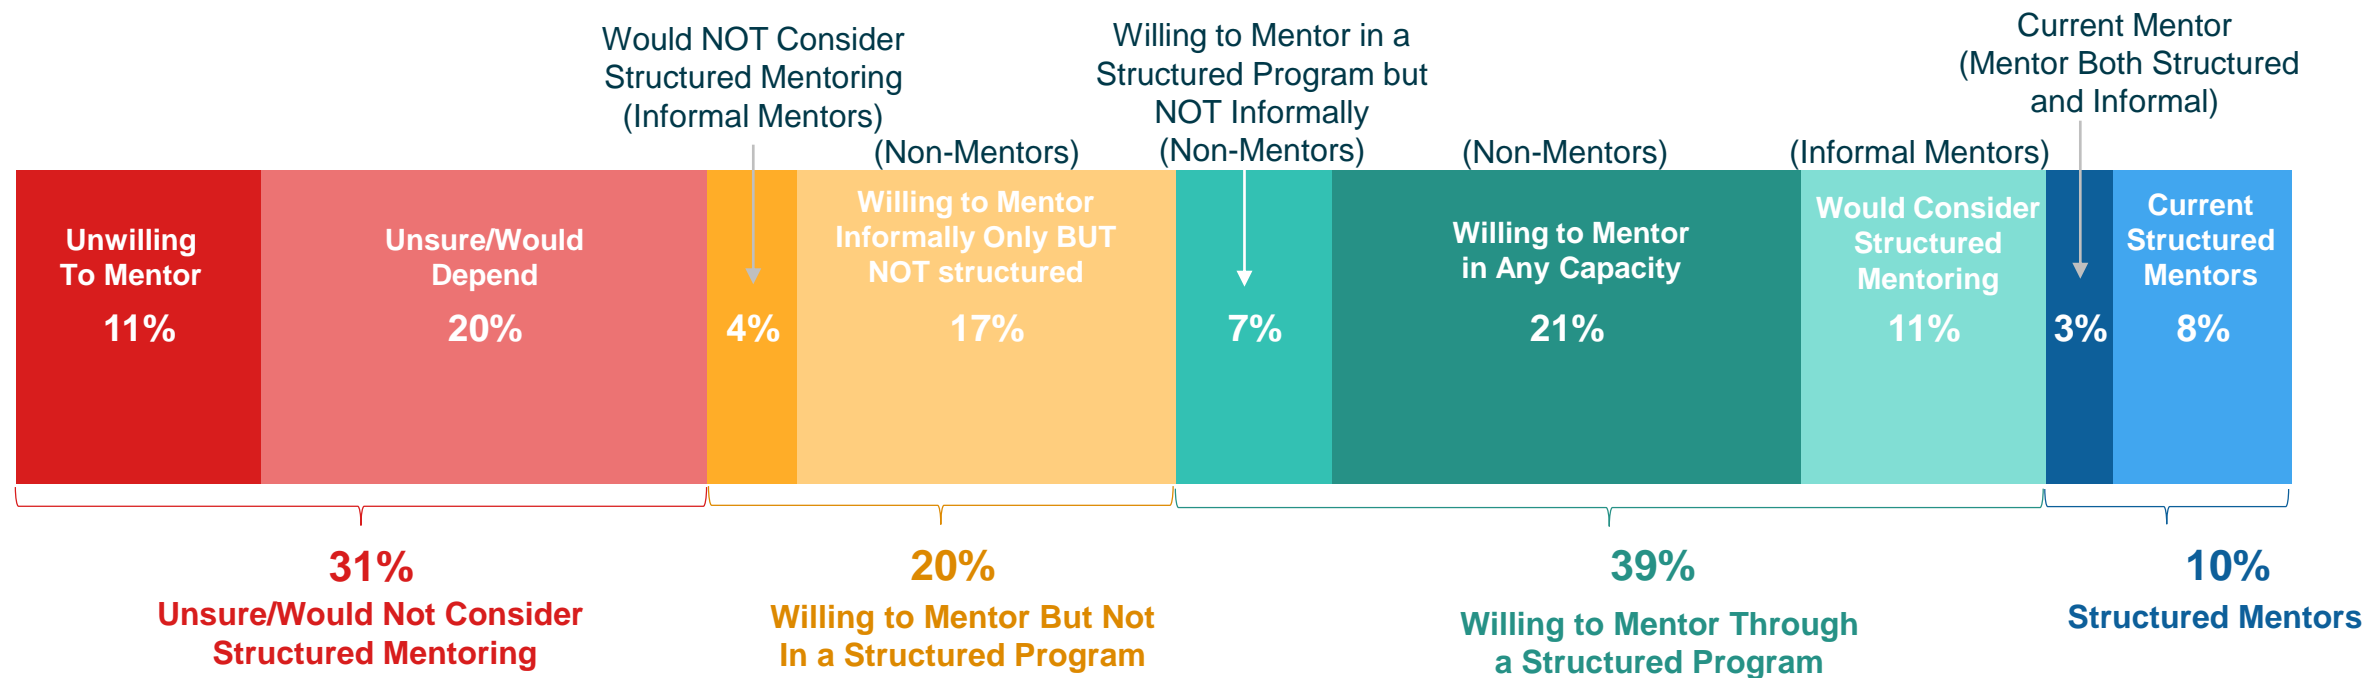 Would NOT Consider
Structured Mentoring
(Informal Mentors)
(Non-Mentors)
Willing to Mentor in a
Structured Program but
NOT Informally
(Non-Mentors)
(Non-Mentors)
(Informal Mentors)
Current Mentor
(Mentor Both Structured
and Informal)
Unwilling
To Mentor
11%
Unsure/Would
Depend
20%
4%
Willing to Mentor
Informally Only BUT
NOT structured
17%
7%
Willing to Mentor
in Any Capacity
21%
Would Consider
Structured
Mentoring
11%
3%
Current
Structured
Mentors
8%
31%
Unsure/Would Not Consider
Structured Mentoring
20%
Willing to Mentor But Not
In a Structured Program
39%
Willing to Mentor Through
a Structured Program
10%
Structured Mentors